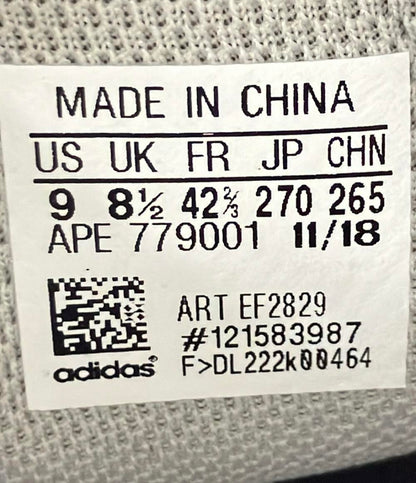 MADE IN CHINA
US UK FR JP CHN
9 8½ 42⅔ 270 265
APE 779001 11/18
ART EF2829
#121583987
adidas® F>DL222k00464